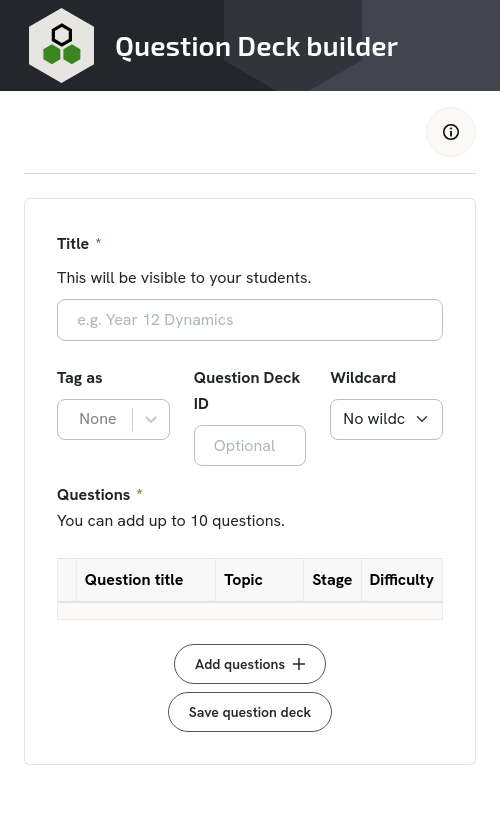 Question Deck builder
Title *
This will be visible to your students.
e.g. Year 12 Dynamics
Tag as
None
Question Deck
ID
Optional
Wildcard
No wildc
Questions *
You can add up to 10 questions.
Question title Topic Stage Difficulty
Add questions
Save question deck